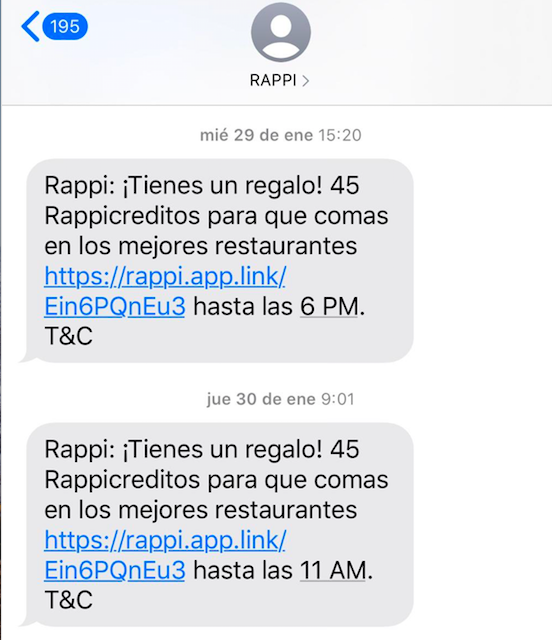 195
RAPPI
mié 29 de ene 15:20
Rappi: ¡Tienes un regalo! 45
Rappicreditos para que comas
en los mejores restaurantes
https://rappi.app.link/
Ein6PQnEu3 hasta las 6 PM.
T&C
jue 30 de ene 9:01
Rappi: ¡Tienes un regalo! 45
Rappicreditos para que comas
en los mejores restaurantes
https://rappi.app.link/
Ein6PQnEu3 hasta las 11 AM.
T&C